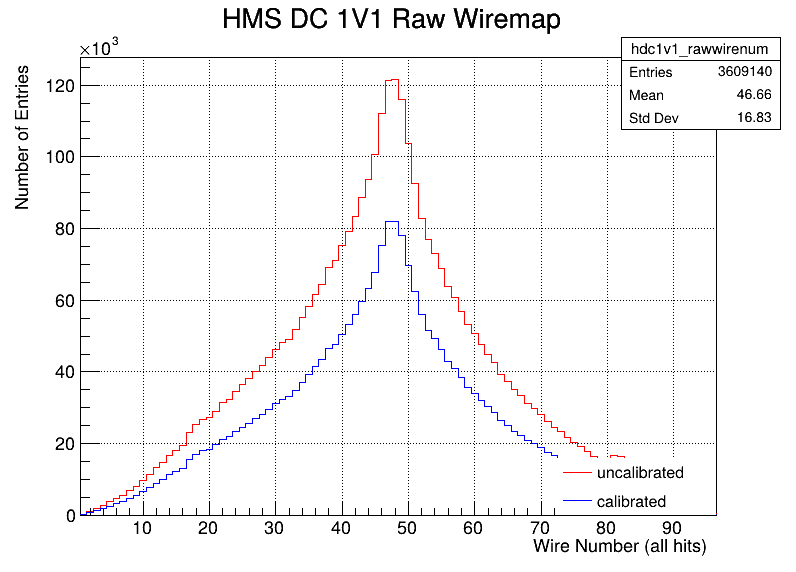 HMS DC 1V1 Raw Wiremap
×10³
hdc1v1_rawwirenum
Entries 3609140
Mean 46.66
Std Dev 16.83
Number of Entries
120
100
80
60
40
20
0
uncalibrated
calibrated
10 20 30 40 50 60 70 80 90
Wire Number (all hits)